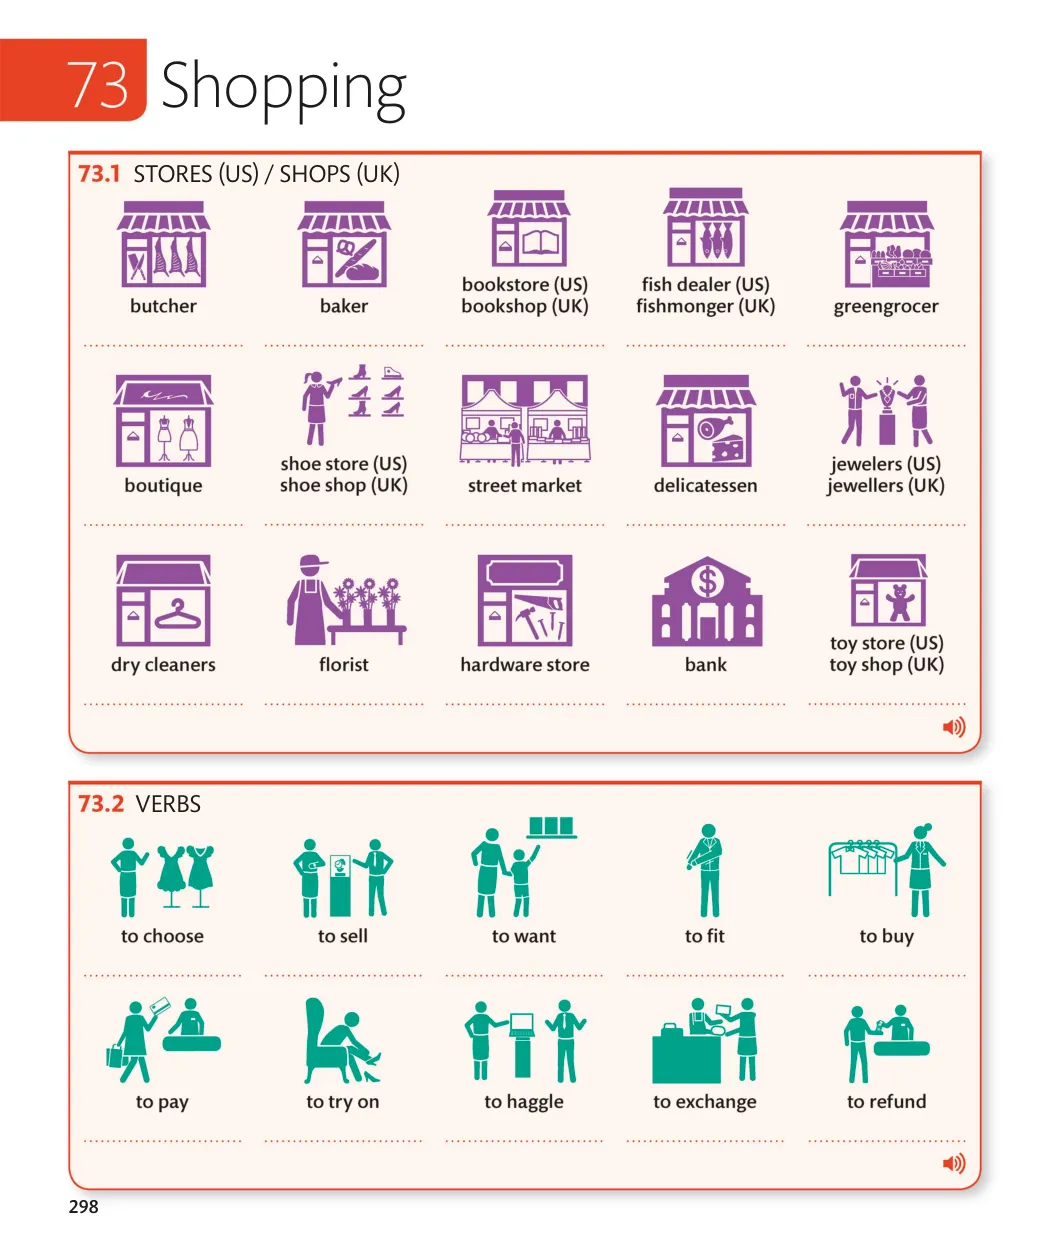 73 Shopping
73.1 STORES (US) / SHOPS (UK)
butcher
baker
bookstore (US)
bookshop (UK)
fish dealer (US)
fishmonger (UK)
greengrocer
boutique
shoe store (US)
shoe shop (UK)
street market
delicatessen
jewelers (US)
jewellers (UK)
dry cleaners
florist
hardware store
$
bank
toy store (US)
toy shop (UK)
73.2 VERBS
to choose
to sell
to want
to fit
to buy
to pay
to try on
to haggle
to exchange
to refund
298